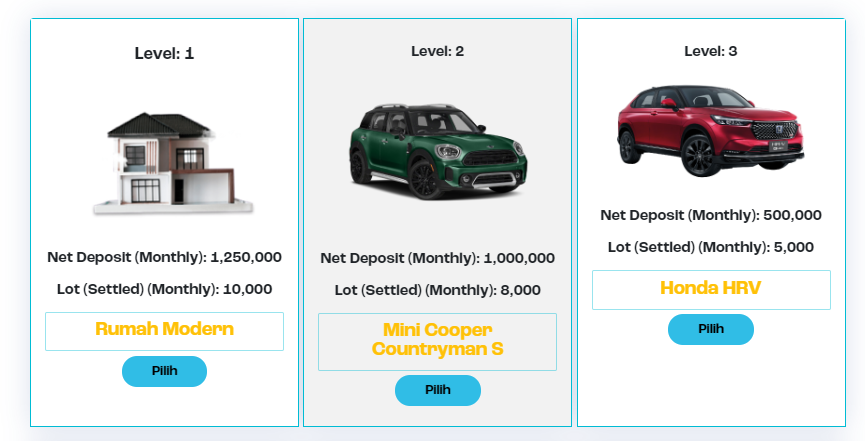 Level: 1
Net Deposit (Monthly): 1,250,000
Lot (Settled) (Monthly): 10,000
Rumah Modern
Pilih
Level: 2
Net Deposit (Monthly): 1,000,000
Lot (Settled) (Monthly): 8,000
Mini Cooper
Countryman S
Pilih
Level: 3
Net Deposit (Monthly): 500,000
Lot (Settled) (Monthly): 5,000
Honda HRV
Pilih